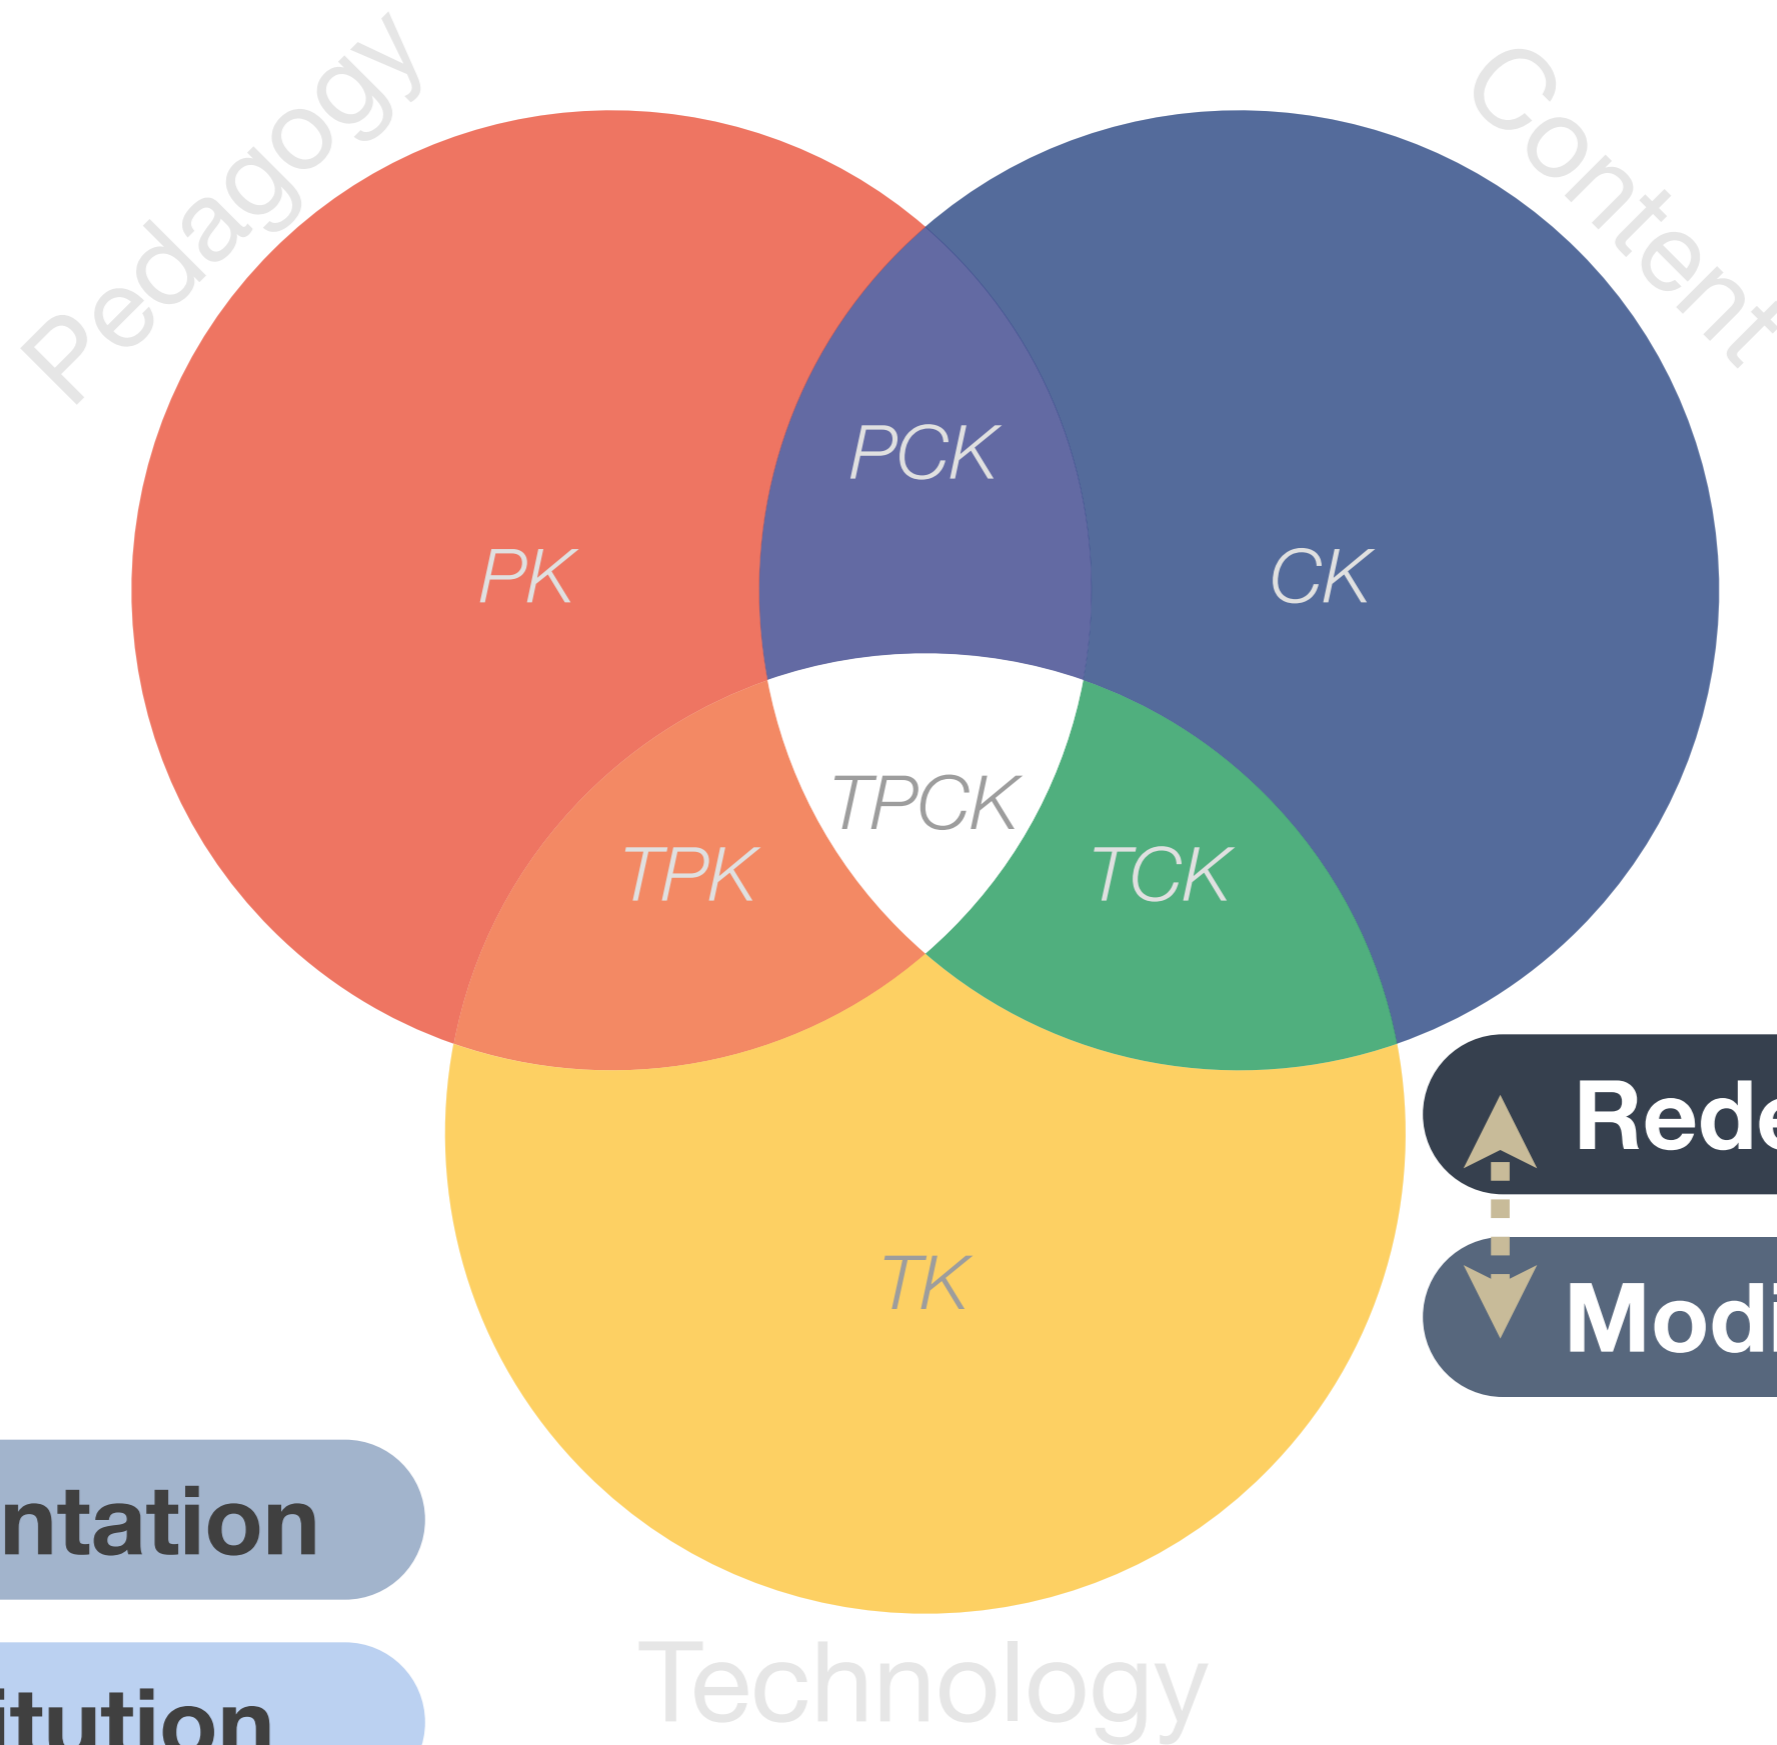 Pedagogy
Content
PCK
PK
CK
TPCK
TPK
TCK
Rede
TK
Modi
ntation
itution
Technology